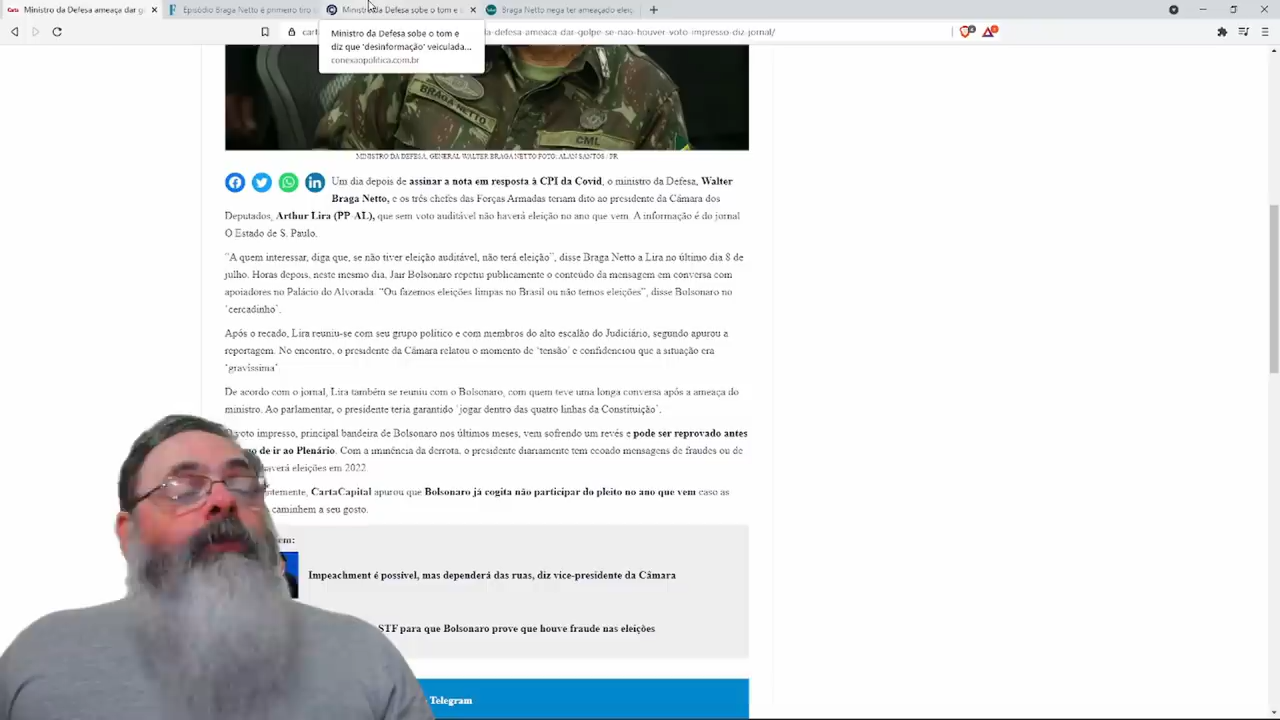 Carta
Ministro da Defesa ameaça dar g
Episódio Braga Netto é primeiro tiro
Ministro da Defesa sobe o tom e
Braga Netto nega ter ameaçado eleiç
Ministro da Defesa sobe o tom e
diz que 'desinformação' veiculada...
conexaopolitica.com.br
da-defesa-ameaca-dar-golpe-se-nao-houver-voto-impresso-diz-jornal/
BRAGA NETTO
CML
MINISTRO DA DEFESA, GENERAL WALTER BRAGA NETTO FOTO: ALAN SANTOS / PR
Um dia depois de assinar a nota em resposta à CPI da Covid, o ministro da Defesa, Walter
Braga Netto, e os três chefes das Forças Armadas teriam dito ao presidente da Câmara dos
Deputados, Arthur Lira (PP-AL), que sem voto auditável não haverá eleição no ano que vem. A informação é do jornal
O Estado de S. Paulo.
"A quem interessar, diga que, se não tiver eleição auditável, não terá eleição", disse Braga Netto a Lira no último dia 8 de
julho. Horas depois, neste mesmo dia, Jair Bolsonaro repetiu publicamente o conteúdo da mensagem em conversa com
apoiadores no Palácio do Alvorada. "Ou fazemos eleições limpas no Brasil ou não temos eleições", disse Bolsonaro no
'cercadinho'.
Após o recado, Lira reuniu-se com seu grupo político e com membros do alto escalão do Judiciário, segundo apurou a
reportagem. No encontro, o presidente da Câmara relatou o momento de 'tensão' e confidenciou que a situação era
'gravíssima'
De acordo com o jornal, Lira também se reuniu com o Bolsonaro, com quem teve uma longa conversa após a ameaça do
ministro. Ao parlamentar, o presidente teria garantido 'jogar dentro das quatro linhas da Constituição'.
O voto impresso, principal bandeira de Bolsonaro nos últimos meses, vem sofrendo um revés e pode ser reprovado antes
o de ir ao Plenário. Com a iminência da derrota, o presidente diariamente tem ecoado mensagens de fraudes ou de
haverá eleições em 2022.
ntemente, CartaCapital apurou que Bolsonaro já cogita não participar do pleito no ano que vem caso as
caminhem a seu gosto.
em:
Impeachment é possível, mas dependerá das ruas, diz vice-presidente da Câmara
STF para que Bolsonaro prove que houve fraude nas eleições
Telegram